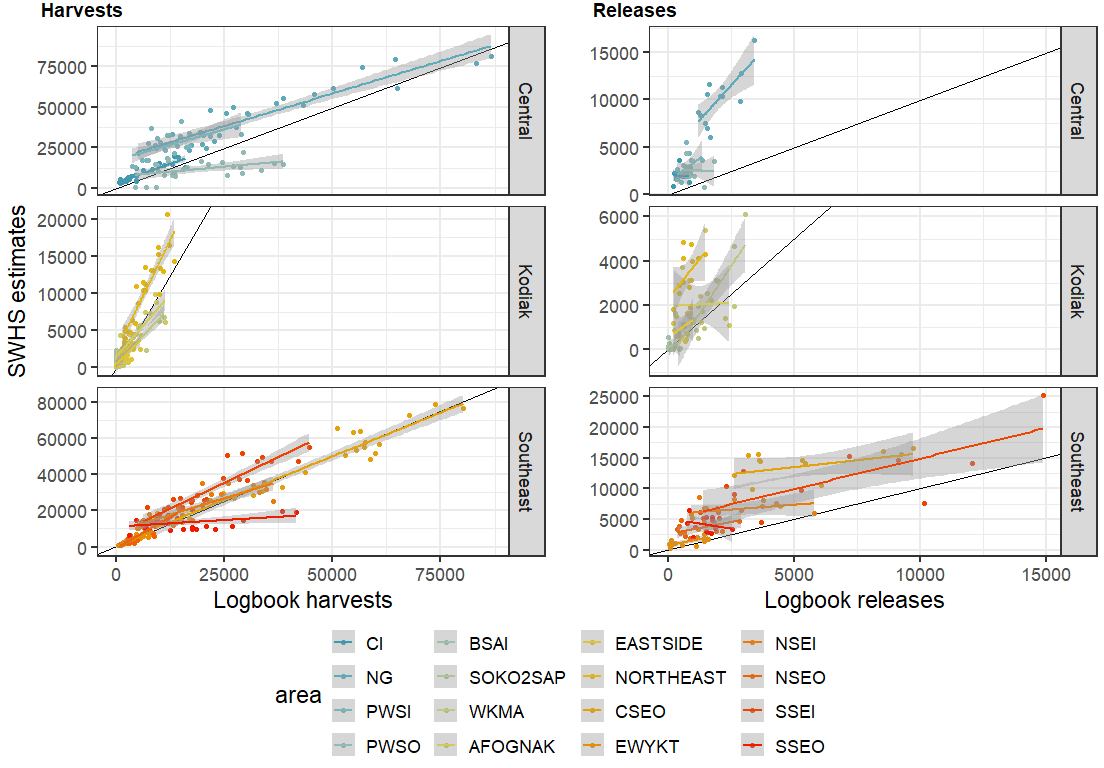 Harvests
Releases
SWHS estimates
75000
50000
25000
0
Central
15000
10000
5000
0
Central
20000
15000
10000
5000
0
Kodiak
6000
4000
2000
0
Kodiak
80000
60000
40000
20000
0
Southeast
25000
20000
15000
10000
5000
0
Southeast
0 25000 50000 75000
0 5000 10000 15000
Logbook harvests
Logbook releases
area
CI BSAI EASTSIDE NSEI
NG SOKO2SAP NORTHEAST NSEO
PWSI WKMA CSEO SSEI
PWSO AFOGNAK EWYKT SSEO